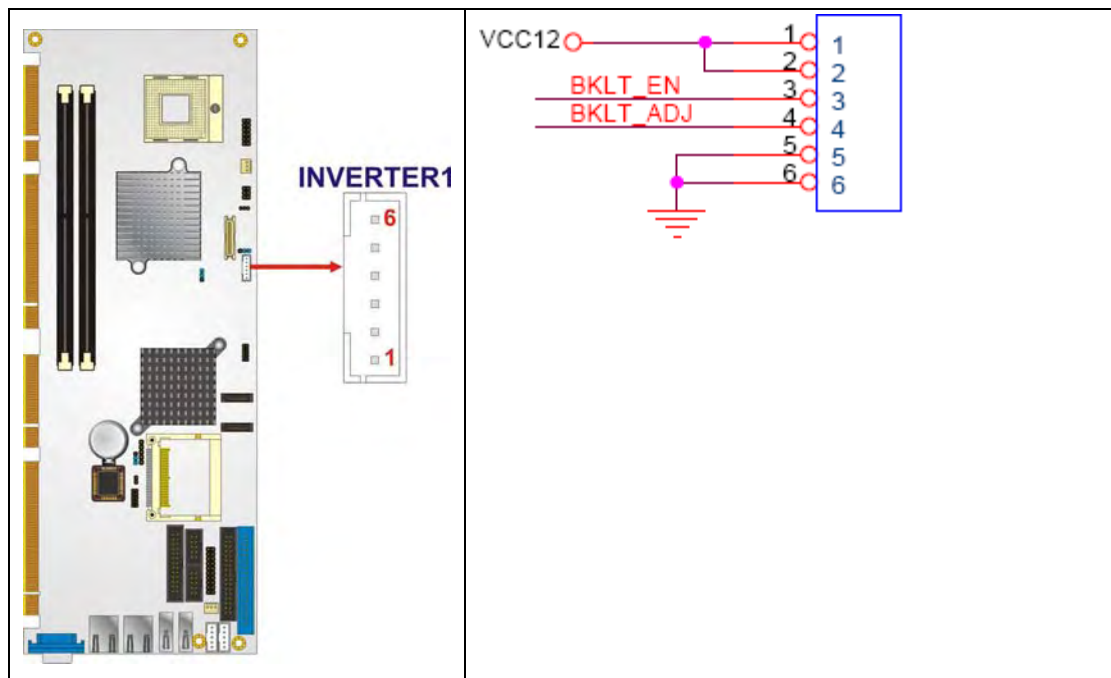 INVERTER1
6
1
VCC12
1 1
2 2
BKLT_EN 3 3
BKLT_ADJ 4 4
5 5
6 6